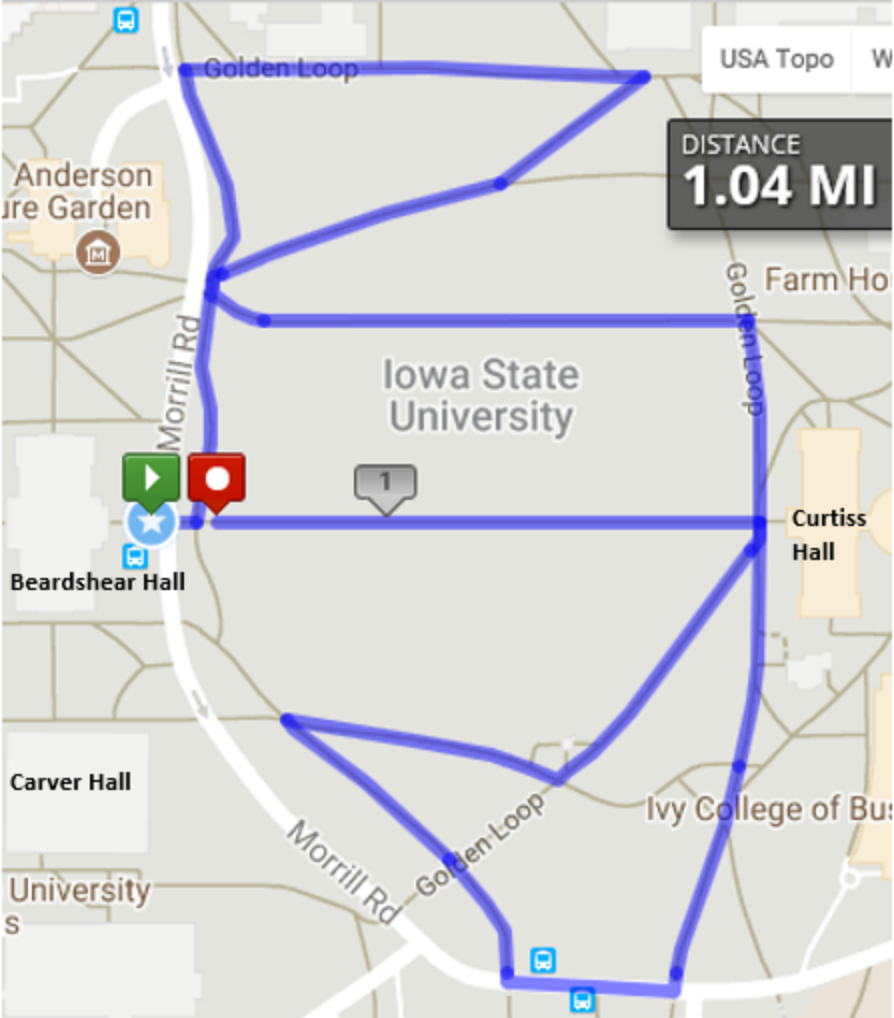 Golden Loop
USA Topo
W
DISTANCE
1.04 MI
Anderson
ure Garden
Farm Ho
Golden Loop
Morrill Rd
Iowa State
University
1
Curtiss
Hall
Beardshear Hall
Carver Hall
Ivy College of Bus
Golden Loop
Morrill Rd
University
s